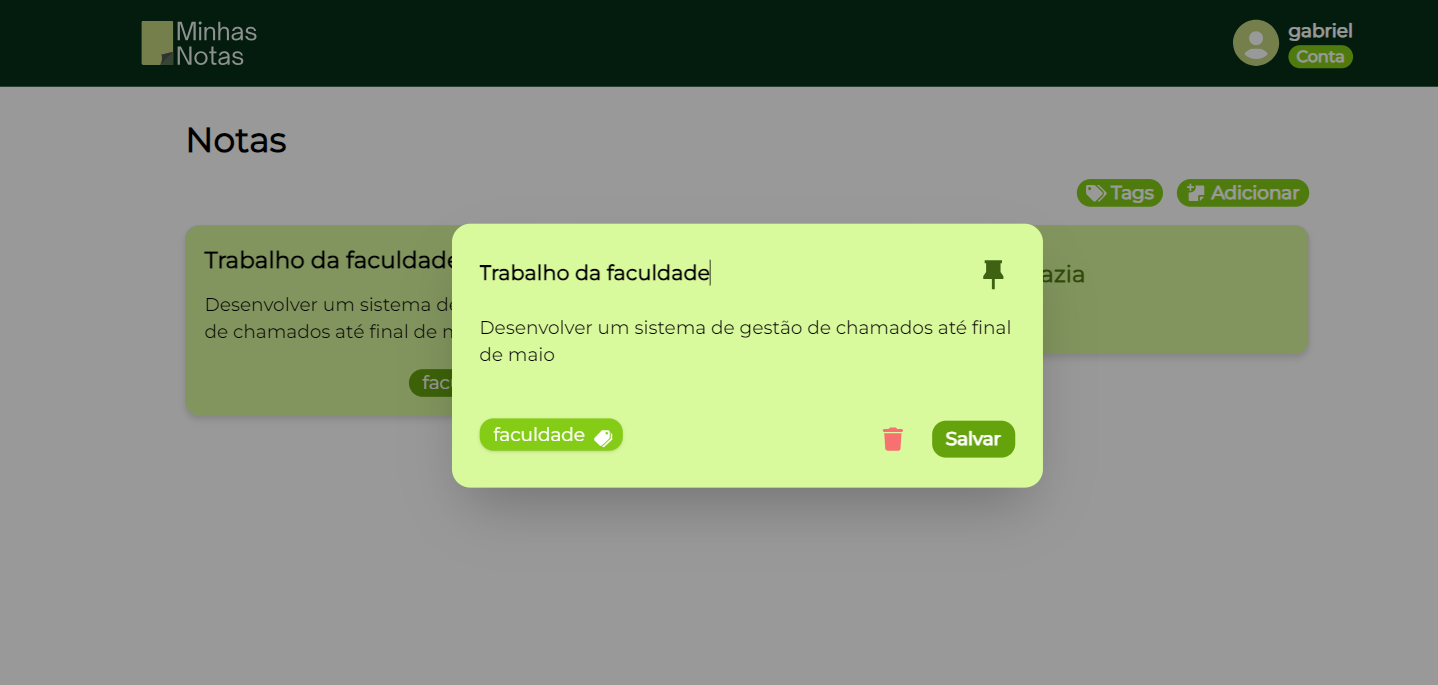 Minhas
Notas
gabriel
Conta
Notas
Tags
Adicionar
Trabalho da faculdade
Desenvolver um sistema de
de chamados até final de m
facu
azia
Trabalho da faculdade
Desenvolver um sistema de gestão de chamados até final
de maio
faculdade
Salvar